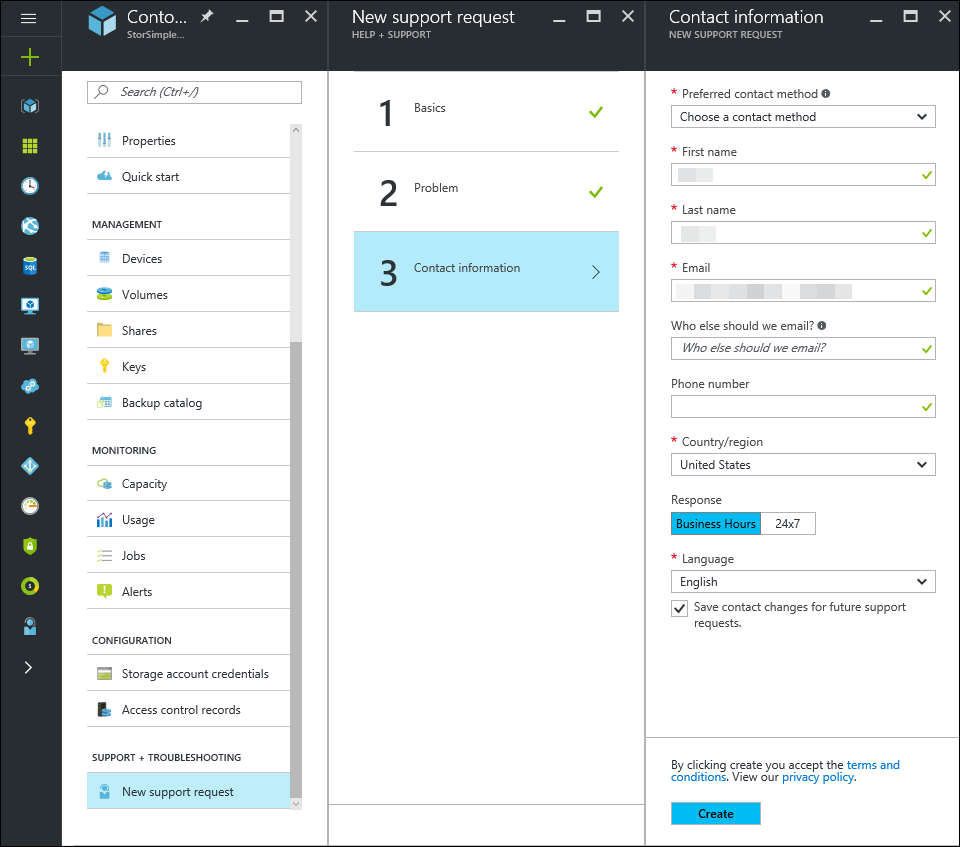 Conto...
StorSimple...
Search (Ctrl+/)
Properties
Quick start
MANAGEMENT
Devices
Volumes
Shares
Keys
Backup catalog
MONITORING
Capacity
Usage
Jobs
Alerts
CONFIGURATION
Storage account credentials
Access control records
SUPPORT + TROUBLESHOOTING
New support request
SQL
New support request
HELP + SUPPORT
1 Basics
2 Problem
3 Contact information
Contact information
NEW SUPPORT REQUEST
* Preferred contact method
Choose a contact method
* First name
* Last name
* Email
Who else should we email?
Who else should we email?
Phone number
* Country/region
United States
Response
Business Hours 24x7
* Language
English
Save contact changes for future support
requests.
By clicking create you accept the terms and
conditions. View our privacy policy.
Create